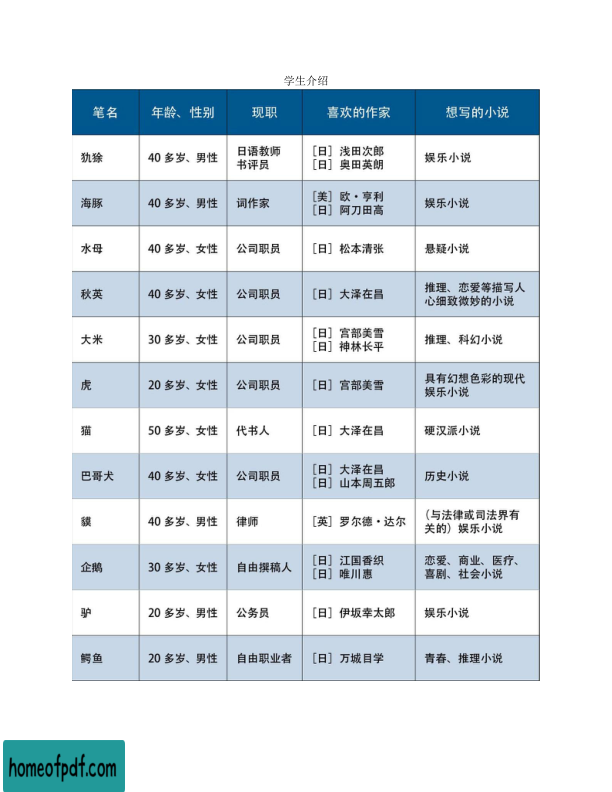 学生介绍
笔名 年龄、性别 现职 喜欢的作家 想写的小说
犰狳 40 多岁、男性 日语教师 [日] 浅田次郎 娱乐小说
书评员 [日] 奥田英朗
海豚 40 多岁、男性 词作家 [美] 欧·亨利 娱乐小说
[日] 阿刀田高
水母 40 多岁、女性 公司职员 [日] 松本清张 悬疑小说
秋英 40 多岁、女性 公司职员 [日] 大泽在昌 推理、恋爱等描写人
心细致微妙的小说
大米 30 多岁、女性 公司职员 [日] 宫部美雪 推理、科幻小说
[日] 神林长平
虎 20 多岁、女性 公司职员 [日] 宫部美雪 具有幻想色彩的现代
娱乐小说
猫 50 多岁、女性 代书人 [日] 大泽在昌 硬汉派小说
巴哥犬 40 多岁、女性 公司职员 [日] 大泽在昌 历史小说
[日] 山本周五郎
貘 40 多岁、男性 律师 [英] 罗尔德·达尔 (与法律或司法界有
关的) 娱乐小说
企鹅 30 多岁、女性 自由撰稿人 [日] 江国香织 恋爱、商业、医疗、
[日] 唯川惠 喜剧、社会小说
驴 20 多岁、男性 公务员 [日] 伊坂幸太郎 娱乐小说
鳄鱼 20 多岁、男性 自由职业者 [日] 万城目学 青春、推理小说
homeofpdf.com